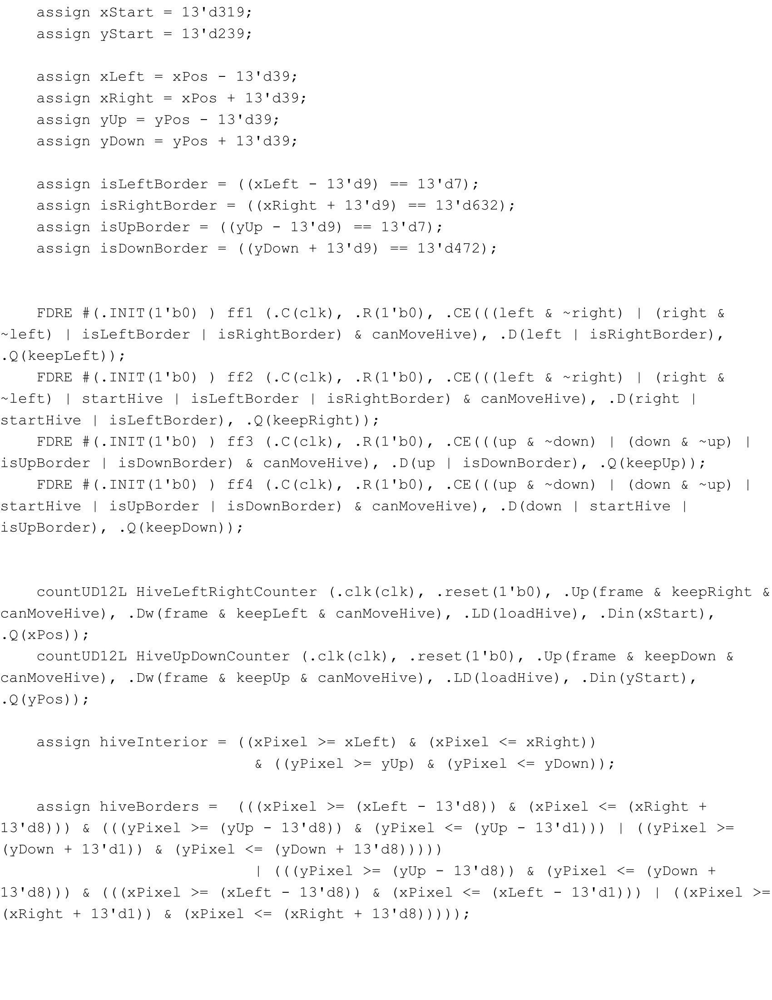 assign xStart = 13'd319;
assign yStart = 13'd239;
assign xLeft = xPos - 13'd39;
assign xRight = xPos + 13'd39;
assign yUp = yPos - 13'd39;
assign yDown = yPos + 13'd39;
assign isLeftBorder = ((xLeft - 13'd9) == 13'd7);
assign isRightBorder = ((xRight + 13'd9) == 13'd632);
assign isUpBorder = ((yUp - 13'd9) == 13'd7);
assign isDownBorder = ((yDown + 13'd9) == 13'd472);
FDRE #(.INIT(1'b0) ) ff1 (.C(clk), .R(1'b0), .CE(((left & ~right) | (right &
~left) | isLeftBorder | isRightBorder) & canMoveHive), .D(left | isRightBorder),
.Q(keepLeft));
FDRE #(.INIT(1'b0) ) ff2 (.C(clk), .R(1'b0), .CE(((left & ~right) | (right &
~left) | startHive | isLeftBorder | isRightBorder) & canMoveHive), .D(right |
startHive | isLeftBorder), .Q(keepRight));
FDRE #(.INIT(1'b0) ) ff3 (.C(clk), .R(1'b0), .CE(((up & ~down) | (down & ~up) |
isUpBorder | isDownBorder) & canMoveHive), .D(up | isDownBorder), .Q(keepUp));
FDRE #(.INIT(1'b0) ) ff4 (.C(clk), .R(1'b0), .CE(((up & ~down) | (down & ~up) |
startHive | isUpBorder | isDownBorder) & canMoveHive), .D(down | startHive |
isUpBorder), .Q(keepDown));
countUD12L HiveLeftRightCounter (.clk(clk), .reset(1'b0), .Up(frame & keepRight &
canMoveHive), .Dw(frame & keepLeft & canMoveHive), .LD(loadHive), .Din(xStart),
.Q(xPos));
countUD12L HiveUpDownCounter (.clk(clk), .reset(1'b0), .Up(frame & keepDown &
canMoveHive), .Dw(frame & keepUp & canMoveHive), .LD(loadHive), .Din(yStart),
.Q(yPos));
assign hiveInterior = ((xPixel >= xLeft) & (xPixel <= xRight))
& ((yPixel >= yUp) & (yPixel <= yDown));
assign hiveBorders =  (((xPixel >= (xLeft - 13'd8)) & (xPixel <= (xRight +
13'd8))) & (((yPixel >= (yUp - 13'd8)) & (yPixel <= (yUp - 13'd1))) | ((yPixel >=
(yDown + 13'd1)) & (yPixel <= (yDown + 13'd8)))))
| (((yPixel >= (yUp - 13'd8)) & (yPixel <= (yDown +
13'd8))) & (((xPixel >= (xLeft - 13'd8)) & (xPixel <= (xLeft - 13'd1))) | ((xPixel >=
(xRight + 13'd1)) & (xPixel <= (xRight + 13'd8)))));